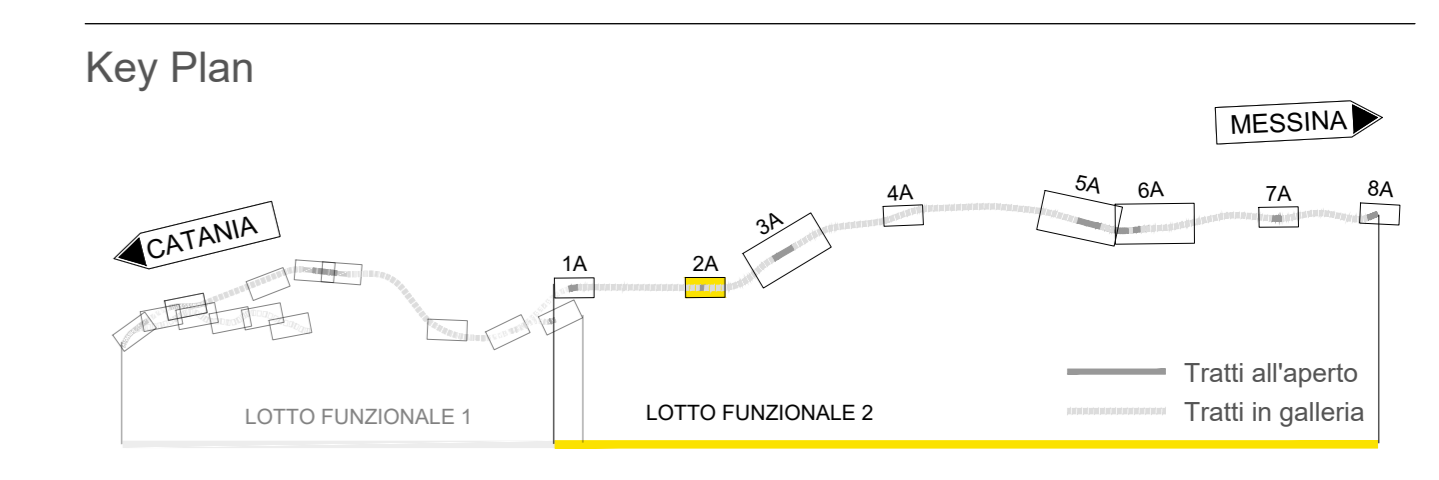 Key Plan
MESSINA
CATANIA
1A
2A
3A
4A
5A
6A
7A
8A
Tratti all'aperto
Tratti in galleria
LOTTO FUNZIONALE 1
LOTTO FUNZIONALE 2